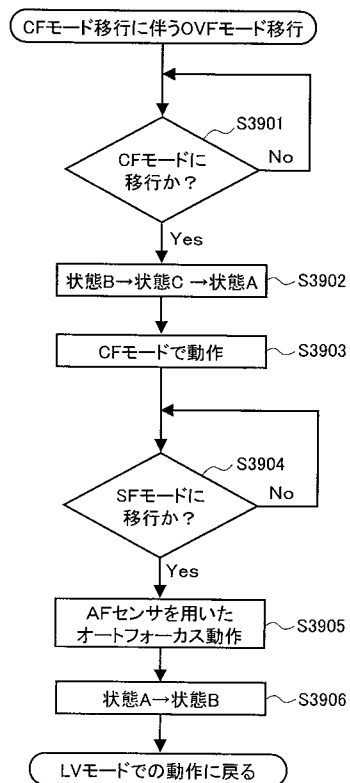 CFモード移行に伴うOVFモード移行
S3901
CFモードに
移行か？
No
Yes
状態B→状態C→状態A
S3902
CFモードで動作
S3903
S3904
SFモードに
移行か？
No
Yes
AFセンサを用いた
オートフォーカス動作
S3905
状態A→状態B
S3906
LVモードでの動作に戻る